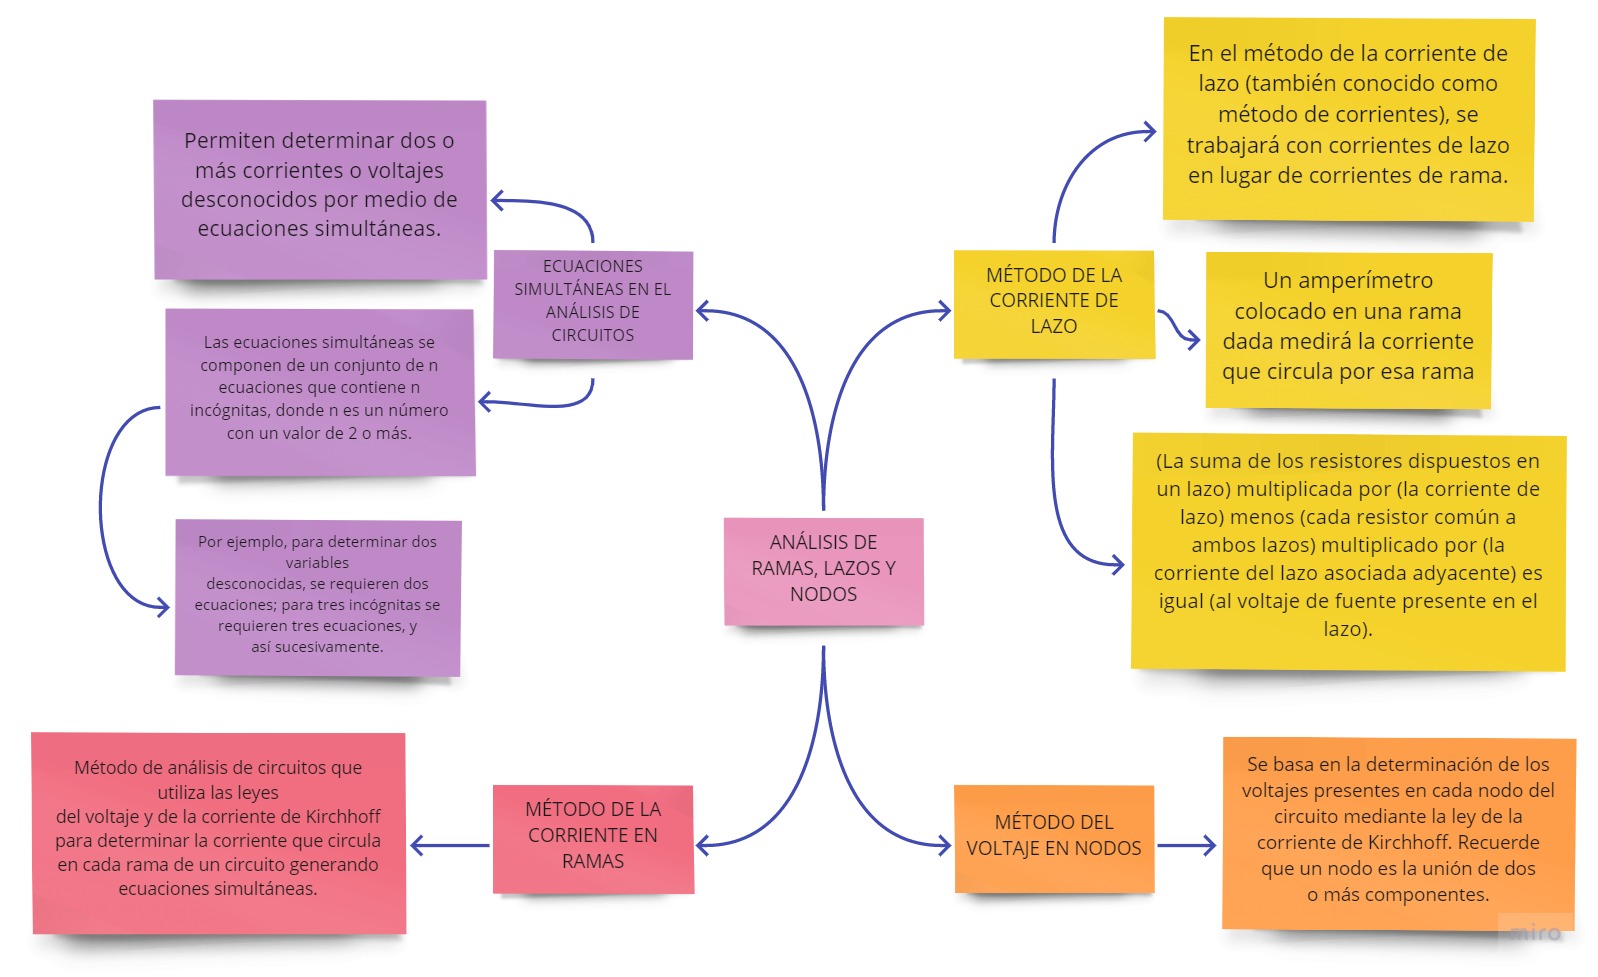 Permiten determinar dos o
más corrientes o voltajes
desconocidos por medio de
ecuaciones simultáneas.
ECUACIONES
SIMULTÁNEAS EN EL
ANÁLISIS DE
CIRCUITOS
Las ecuaciones simultáneas se
componen de un conjunto de n
ecuaciones que contiene n
incógnitas, donde n es un número
con un valor de 2 o más.
Por ejemplo, para determinar dos
variables
desconocidas, se requieren dos
ecuaciones; para tres incógnitas se
requieren tres ecuaciones, y
así sucesivamente.
En el método de la corriente de
lazo (también conocido como
método de corrientes), se
trabajará con corrientes de lazo
en lugar de corrientes de rama.
MÉTODO DE LA
CORRIENTE DE
LAZO
Un amperímetro
colocado en una rama
dada medirá la corriente
que circula por esa rama
(La suma de los resistores dispuestos en
un lazo) multiplicada por (la corriente de
lazo) menos (cada resistor común a
ambos lazos) multiplicado por (la
corriente del lazo asociada adyacente) es
igual (al voltaje de fuente presente en el
lazo).
ANÁLISIS DE
RAMAS, LAZOS Y
NODOS
Método de análisis de circuitos que
utiliza las leyes
del voltaje y de la corriente de Kirchhoff
para determinar la corriente que circula
en cada rama de un circuito generando
ecuaciones simultáneas.
MÉTODO DE LA
CORRIENTE EN
RAMAS
MÉTODO DEL
VOLTAJE EN NODOS
Se basa en la determinación de los
voltajes presentes en cada nodo del
circuito mediante la ley de la
corriente de Kirchhoff. Recuerde
que un nodo es la unión de dos
o más componentes.
miro